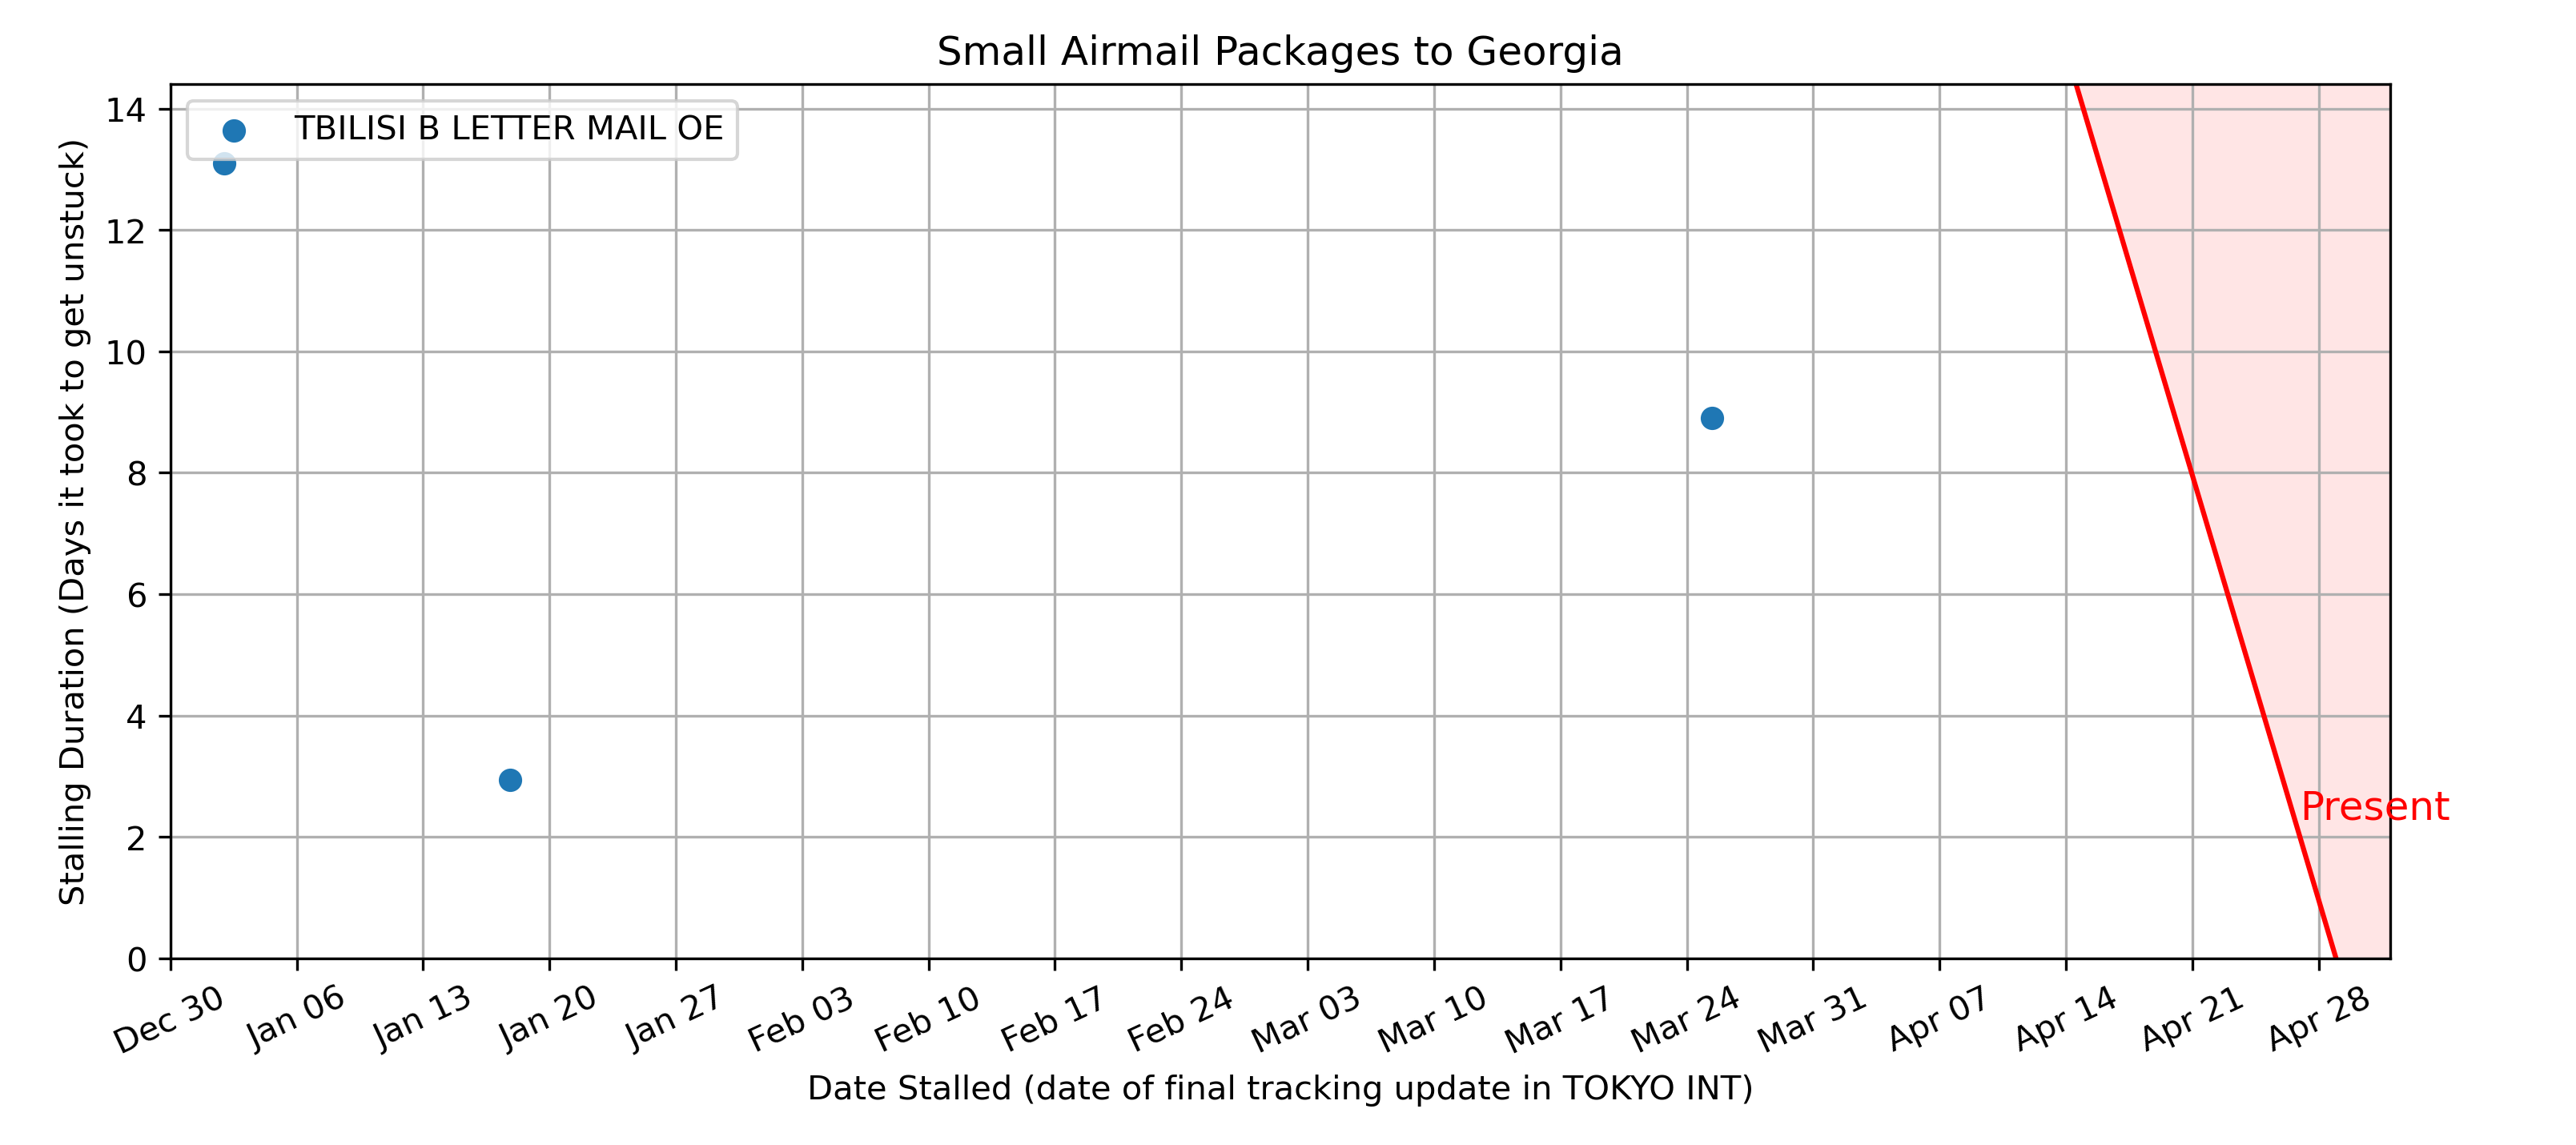 Small Airmail Packages to Georgia
TBILISI B LETTER MAIL OE
Stalling Duration (Days it took to get unstuck)
14
12
10
8
6
4
2
0
Present
Dec 30
Jan 06
Jan 13
Jan 20
Jan 27
Feb 03
Feb 10
Feb 17
Feb 24
Mar 03
Mar 10
Mar 17
Mar 24
Mar 31
Apr 07
Apr 14
Apr 21
Apr 28
Date Stalled (date of final tracking update in TOKYO INT)